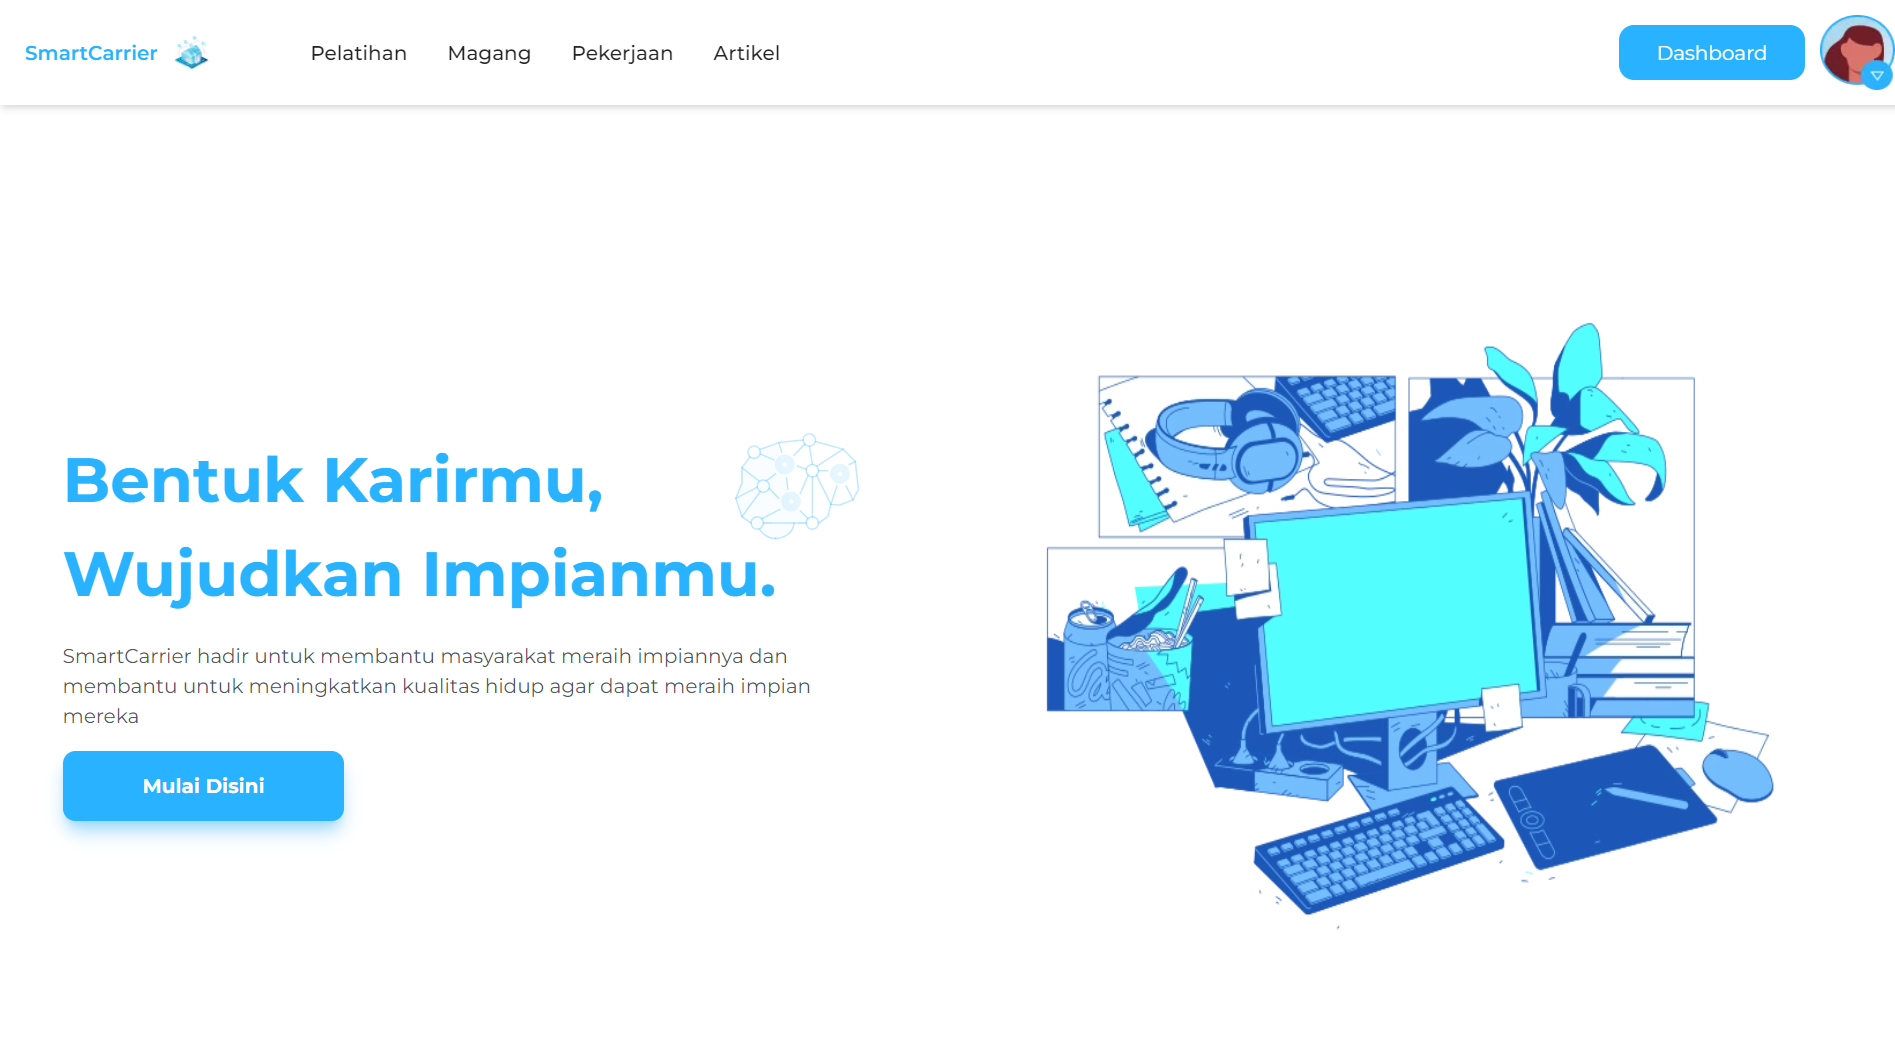 SmartCarrier
Pelatihan
Magang
Pekerjaan
Artikel
Dashboard
Bentuk Karirmu,
Wujudkan Impianmu.
SmartCarrier hadir untuk membantu masyarakat meraih impiannya dan
membantu untuk meningkatkan kualitas hidup agar dapat meraih impian
mereka
Mulai Disini